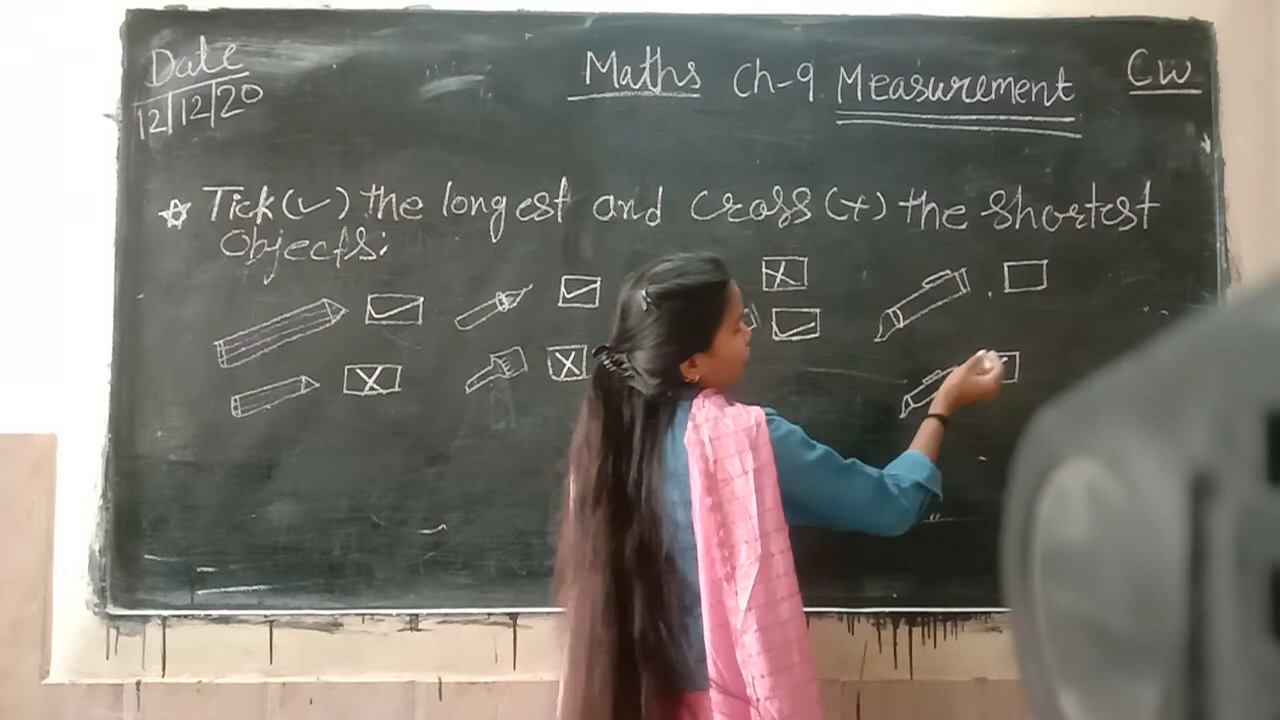 Date
12/12/20
Maths Ch-9 Measurement
CW
Tick (✓) the longest and cross (x) the shortest
Objects: